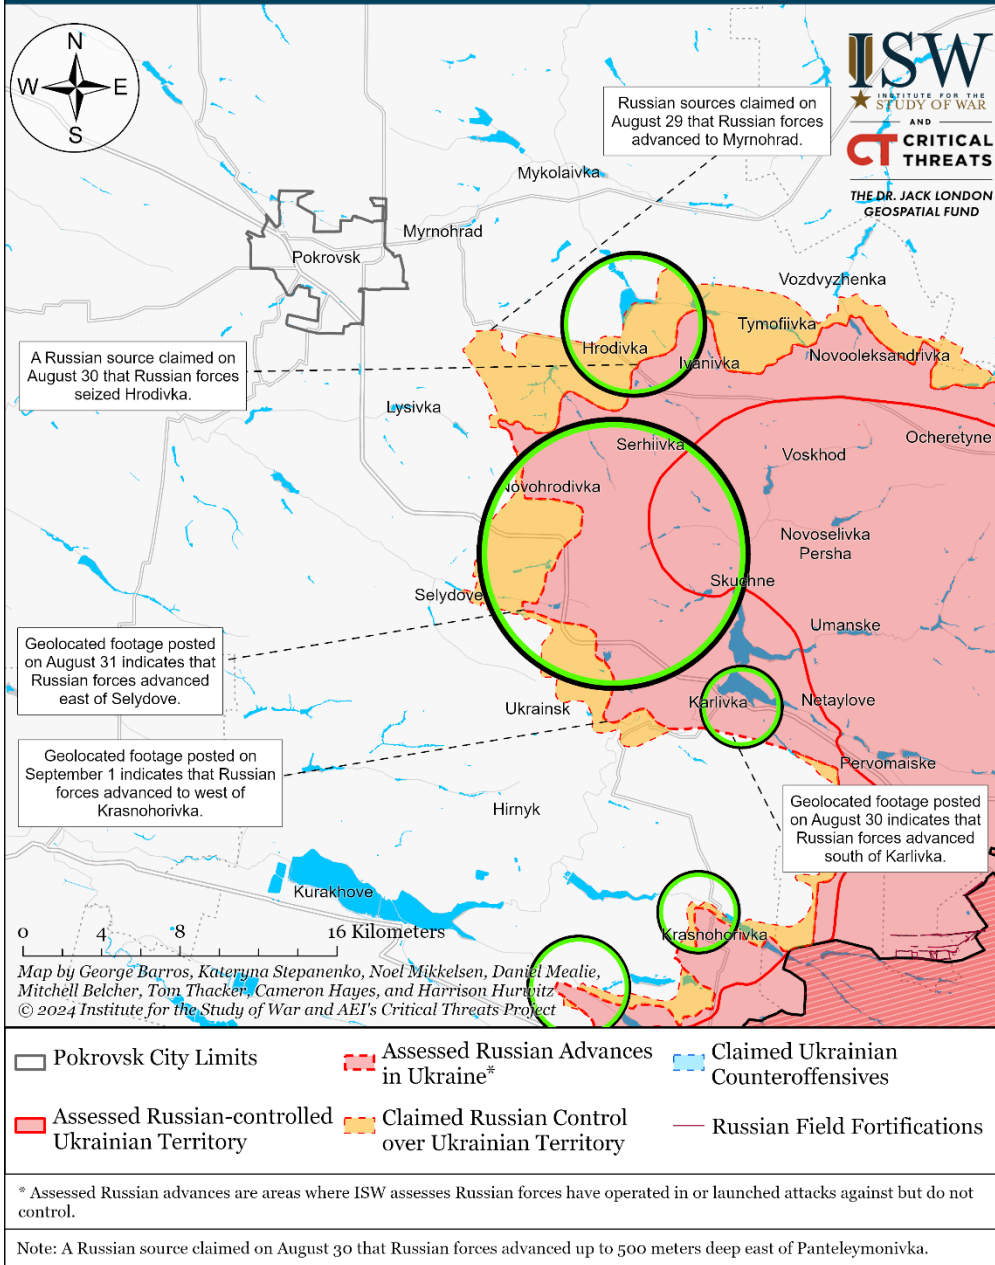 N
W
E
S
ISW
INSTITUTE FOR THE
STUDY OF WAR
AND
CT CRITICAL
THREATS
THE DR. JACK LONDON
GEOSPATIAL FUND
Russian sources claimed on
August 29 that Russian forces
advanced to Myrnohrad.
Mykolaivka
Myrnohrad
Pokrovsk
Vozdvyzhenka
Tymofiivka
Hrodivka
Ivanivka
Novooleksandrivka
A Russian source claimed on
August 30 that Russian forces
seized Hrodivka.
Lysivka
Serhiivka
Ocheretyne
Voskhod
Novohrodivka
Novoselivka
Persha
Skuchne
Selydove
Umanske
Geolocated footage posted
on August 31 indicates that
Russian forces advanced
east of Selydove.
Ukrainsk
Karlivka
Netaylove
Geolocated footage posted on
September 1 indicates that Russian
forces advanced to west of
Krasnohorivka.
Pervomaiske
Hirnyk
Geolocated footage posted
on August 30 indicates that
Russian forces advanced
south of Karlivka.
Kurakhove
Krasnohorivka
0 4 8 16 Kilometers
Map by George Barros, Kateryna Stepanenko, Noel Mikkelsen, Daniel Mealie,
Mitchell Belcher, Tom Thacker, Cameron Hayes, and Harrison Hurwitz
© 2024 Institute for the Study of War and AEI's Critical Threats Project
Pokrovsk City Limits
Assessed Russian Advances
in Ukraine*
Claimed Ukrainian
Counteroffensives
Assessed Russian-controlled
Ukrainian Territory
Claimed Russian Control
over Ukrainian Territory
Russian Field Fortifications
* Assessed Russian advances are areas where ISW assesses Russian forces have operated in or launched attacks against but do not
control.
Note: A Russian source claimed on August 30 that Russian forces advanced up to 500 meters deep east of Panteleymonivka.